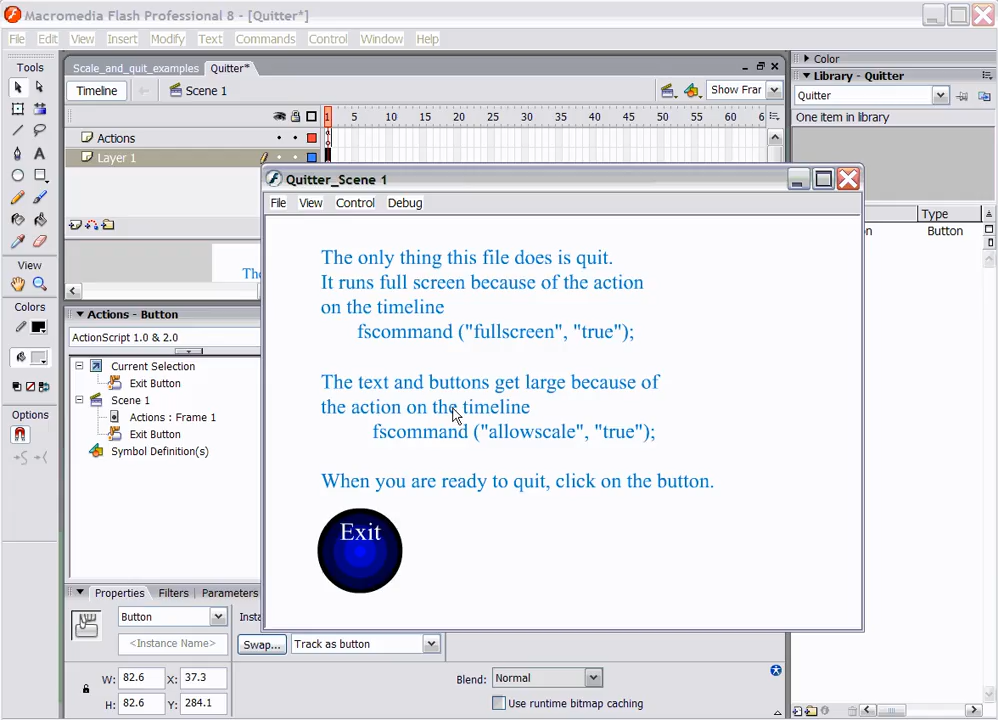 Macromedia Flash Professional 8 - [Quitter*]
File Edit View Insert Modify Text Commands Control Window Help
Tools
Scale_and_quit_examples Quitter*
Timeline Scene 1 Show Fram
1 5 10 15 20 25 30 35 40 45 50 55 60 6
Actions
Layer 1
Color
Library - Quitter
Quitter
One item in library
Type
Button
Quitter_Scene 1
File View Control Debug
The only thing this file does is quit.
It runs full screen because of the action
on the timeline
fscommand ("fullscreen", "true");
The text and buttons get large because of
the action on the timeline
fscommand ("allowscale", "true");
When you are ready to quit, click on the button.
Exit
View
Colors
Options
The
Actions - Button
ActionScript 1.0 & 2.0
Current Selection
Exit Button
Scene 1
Actions : Frame 1
Exit Button
Symbol Definition(s)
Properties Filters Parameters
Button Insta
<Instance Name>
Swap... Track as button
W: 82.6 X: 37.3
H: 82.6 Y: 284.1
Blend: Normal
Use runtime bitmap caching